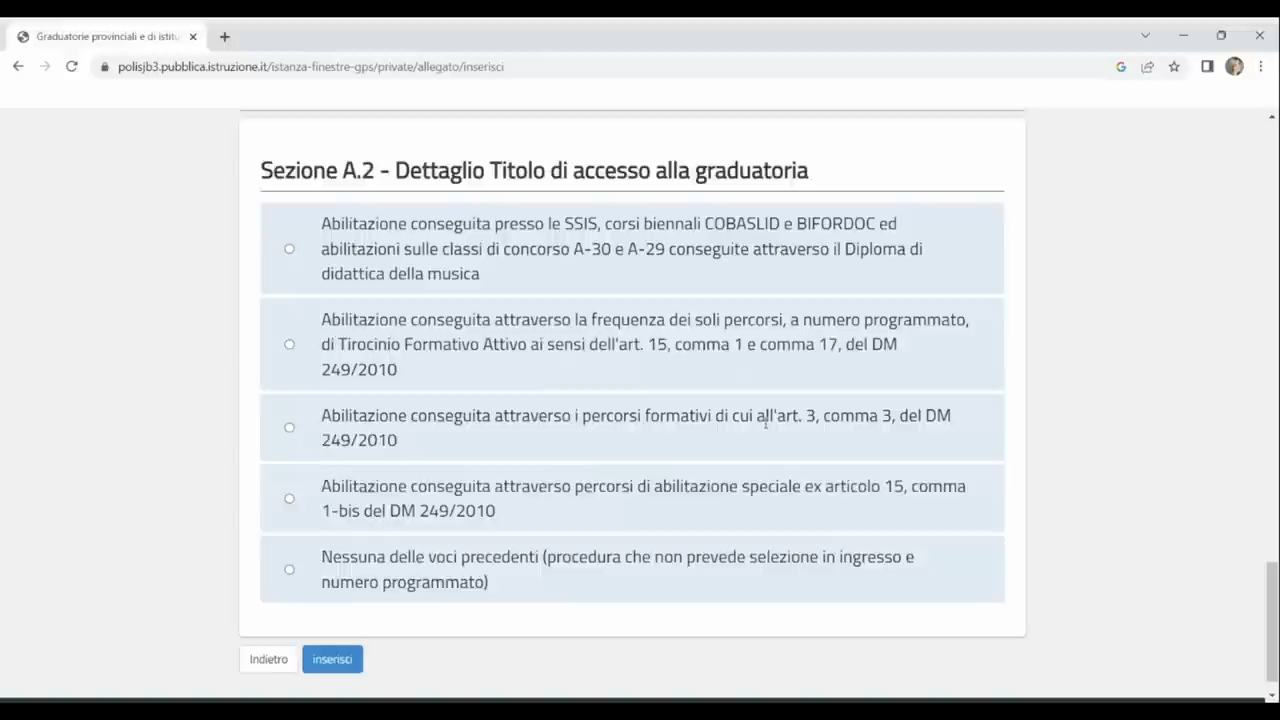 Graduatorie provinciali e di istitu
polisjb3.pubblica.istruzione.it/istanza-finestre-gps/private/allegato/inserisci
Sezione A.2 - Dettaglio Titolo di accesso alla graduatoria
Abilitazione conseguita presso le SSIS, corsi biennali COBASLID e BIFORDOC ed
abilitazioni sulle classi di concorso A-30 e A-29 conseguite attraverso il Diploma di
didattica della musica
Abilitazione conseguita attraverso la frequenza dei soli percorsi, a numero programmato,
di Tirocinio Formativo Attivo ai sensi dell'art. 15, comma 1 e comma 17, del DM
249/2010
Abilitazione conseguita attraverso i percorsi formativi di cui all'art. 3, comma 3, del DM
249/2010
Abilitazione conseguita attraverso percorsi di abilitazione speciale ex articolo 15, comma
1-bis del DM 249/2010
Nessuna delle voci precedenti (procedura che non prevede selezione in ingresso e
numero programmato)
Indietro
inserisci